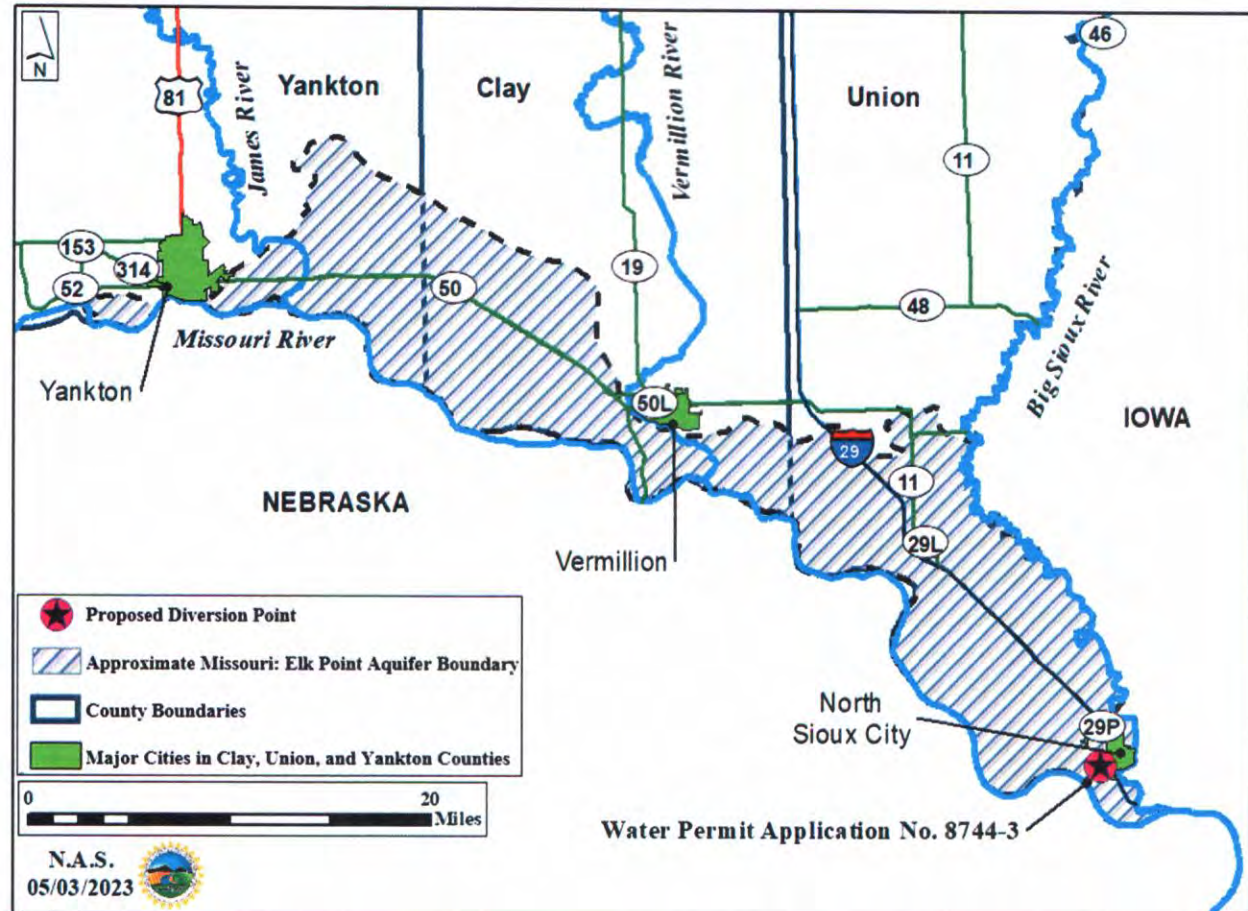 N
46
81
Yankton
Clay
Union
James River
Vermillion River
11
153
314
52
19
50
48
Missouri River
Big Sioux River
Yankton
50L
IOWA
29
11
NEBRASKA
29L
Vermillion
Proposed Diversion Point
Approximate Missouri: Elk Point Aquifer Boundary
County Boundaries
Major Cities in Clay, Union, and Yankton Counties
North
Sioux City
29P
0
20
Miles
Water Permit Application No. 8744-3
N.A.S.
05/03/2023